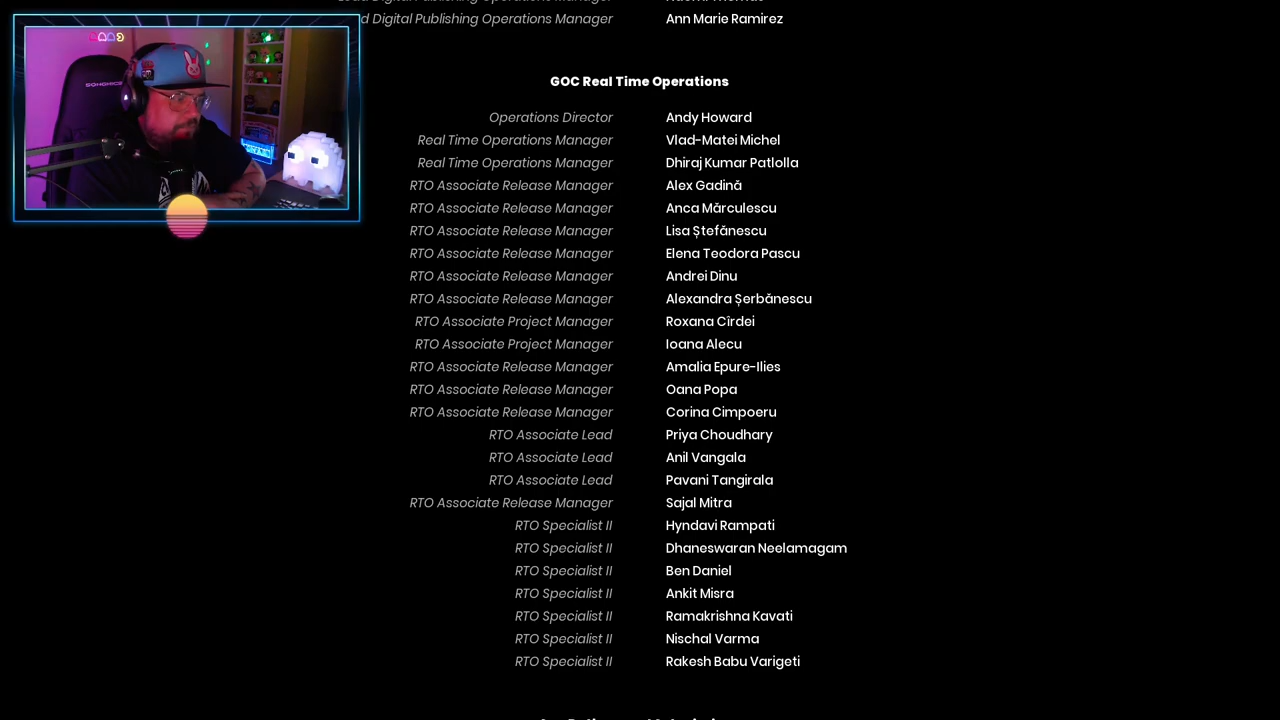 d Digital Publishing Operations Manager Ann Marie Ramirez
GOC Real Time Operations
Operations Director Andy Howard
Real Time Operations Manager Vlad-Matei Michel
Real Time Operations Manager Dhiraj Kumar Patlolla
RTO Associate Release Manager Alex Gadină
RTO Associate Release Manager Anca Mărculescu
RTO Associate Release Manager Lisa Ștefănescu
RTO Associate Release Manager Elena Teodora Pascu
RTO Associate Release Manager Andrei Dinu
RTO Associate Release Manager Alexandra Șerbănescu
RTO Associate Project Manager Roxana Cîrdei
RTO Associate Project Manager Ioana Alecu
RTO Associate Release Manager Amalia Epure-Ilies
RTO Associate Release Manager Oana Popa
RTO Associate Release Manager Corina Cimpoeru
RTO Associate Lead Priya Choudhary
RTO Associate Lead Anil Vangala
RTO Associate Lead Pavani Tangirala
RTO Associate Release Manager Sajal Mitra
RTO Specialist II Hyndavi Rampati
RTO Specialist II Dhaneswaran Neelamagam
RTO Specialist II Ben Daniel
RTO Specialist II Ankit Misra
RTO Specialist II Ramakrishna Kavati
RTO Specialist II Nischal Varma
RTO Specialist II Rakesh Babu Varigeti